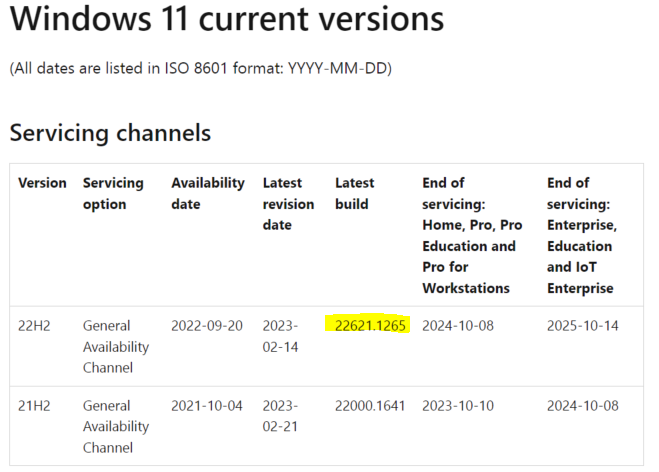 Windows 11 current versions
(All dates are listed in ISO 8601 format: YYYY-MM-DD)
Servicing channels
Version
Servicing
option
Availability
date
Latest
revision
date
Latest
build
End of
servicing:
Home, Pro, Pro
Education and
Pro for
Workstations
End of
servicing:
Enterprise,
Education
and IoT
Enterprise
22H2
General
Availability
Channel
2022-09-20
2023-
02-14
22621.1265
2024-10-08
2025-10-14
21H2
General
Availability
Channel
2021-10-04
2023-
02-21
22000.1641
2023-10-10
2024-10-08